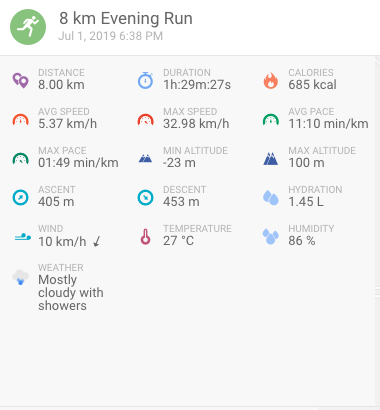 8 km Evening Run
Jul 1, 2019 6:38 PM
DISTANCE
8.00 km
DURATION
1h:29m:27s
CALORIES
685 kcal
AVG SPEED
5.37 km/h
MAX SPEED
32.98 km/h
AVG PACE
11:10 min/km
MAX PACE
01:49 min/km
MIN ALTITUDE
-23 m
MAX ALTITUDE
100 m
ASCENT
405 m
DESCENT
453 m
HYDRATION
1.45 L
WIND
10 km/h
TEMPERATURE
27 °C
HUMIDITY
86 %
WEATHER
Mostly
cloudy with
showers